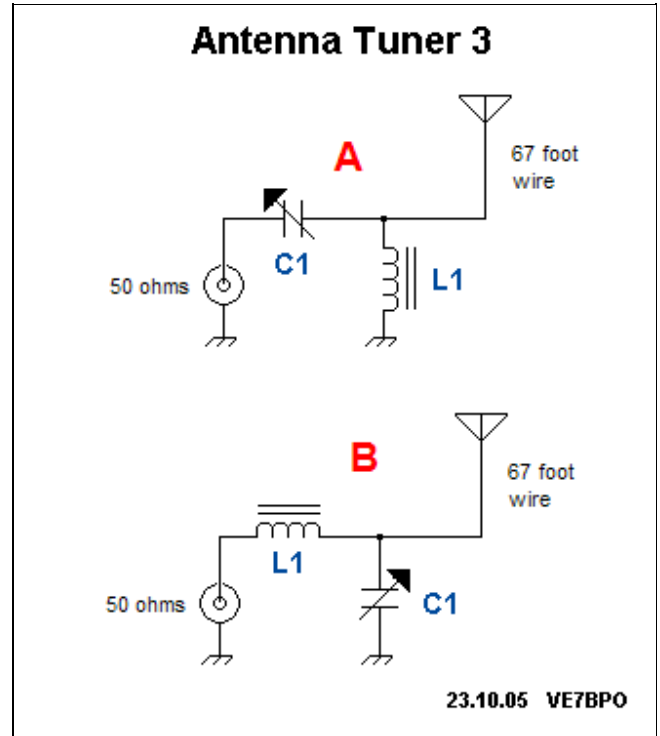 Antenna Tuner 3
A
67 foot
wire
C1
50 ohms
L1
B
67 foot
wire
L1
50 ohms
C1
23.10.05 VE7BPO